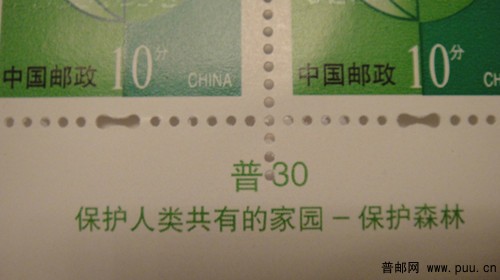 中国邮政 10分 CHINA 中国邮政 10分 CHINA
普30
保护人类共有的家园－保护森林
普邮网 www.puu.cn